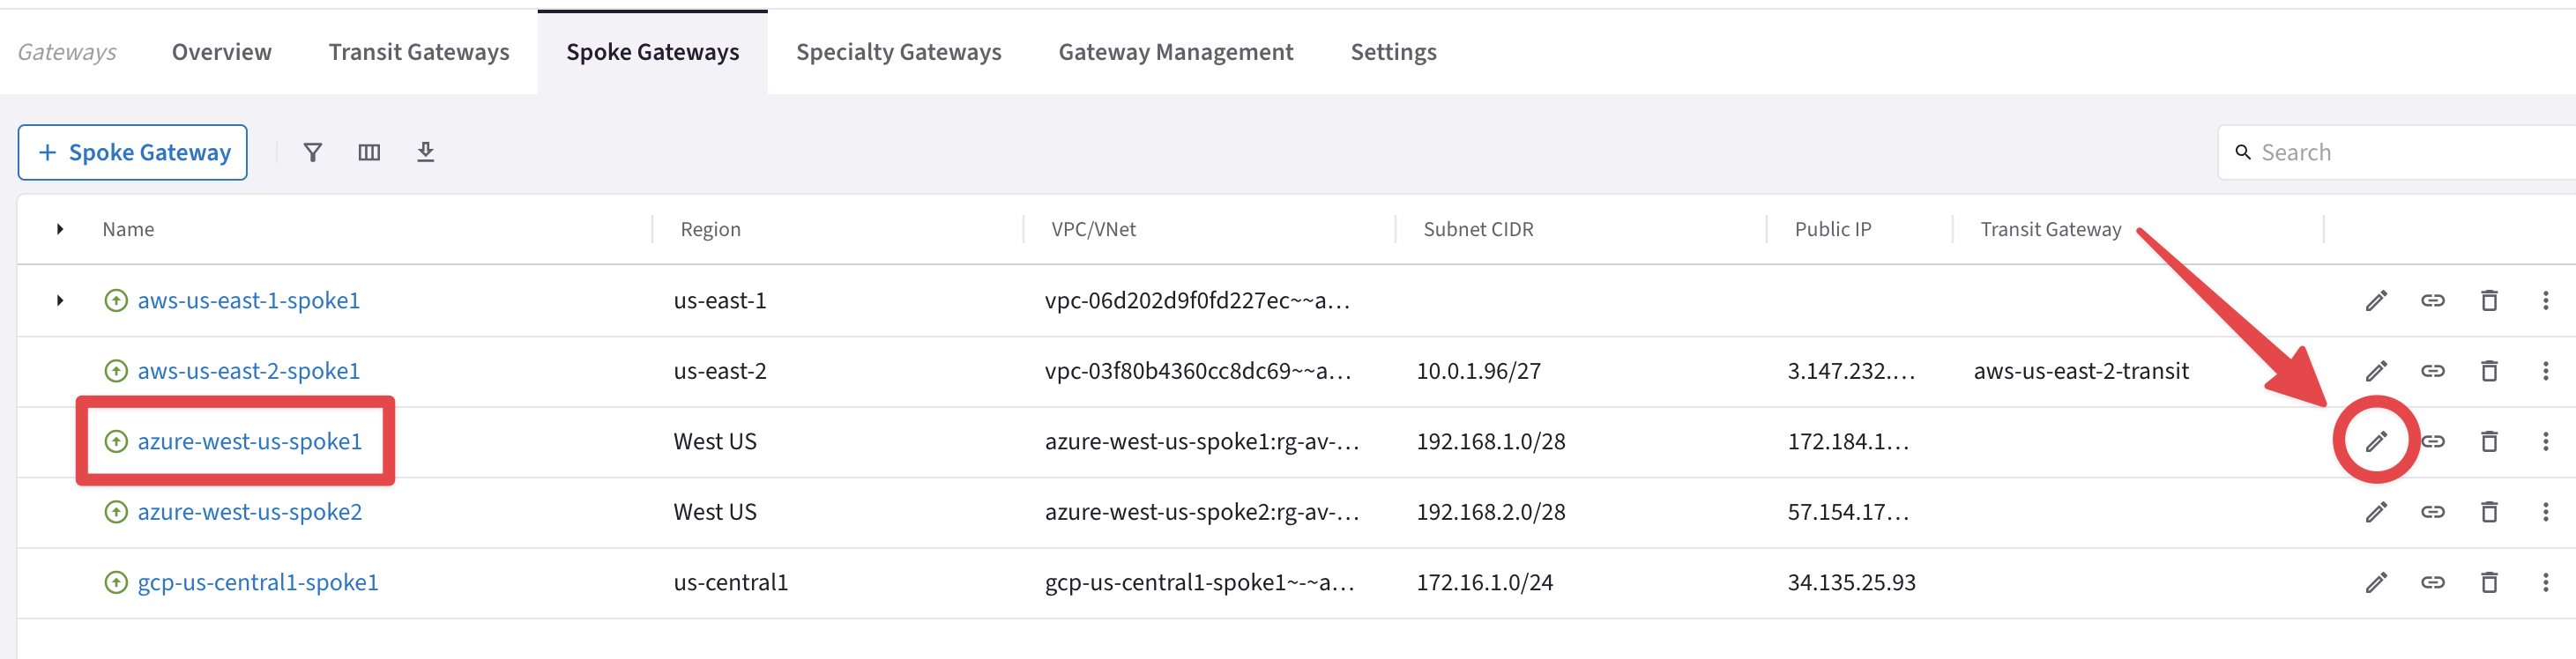 Gateways Overview Transit Gateways Spoke Gateways Specialty Gateways Gateway Management Settings
+ Spoke Gateway Search
Name Region VPC/VNet Subnet CIDR Public IP Transit Gateway
aws-us-east-1-spoke1 us-east-1 vpc-06d202d9f0fd227ec~~a...
aws-us-east-2-spoke1 us-east-2 vpc-03f80b4360cc8dc69~~a... 10.0.1.96/27 3.147.232.... aws-us-east-2-transit
azure-west-us-spoke1 West US azure-west-us-spoke1:rg-av-... 192.168.1.0/28 172.184.1...
azure-west-us-spoke2 West US azure-west-us-spoke2:rg-av-... 192.168.2.0/28 57.154.17...
gcp-us-central1-spoke1 us-central1 gcp-us-central1-spoke1~-~a... 172.16.1.0/24 34.135.25.93